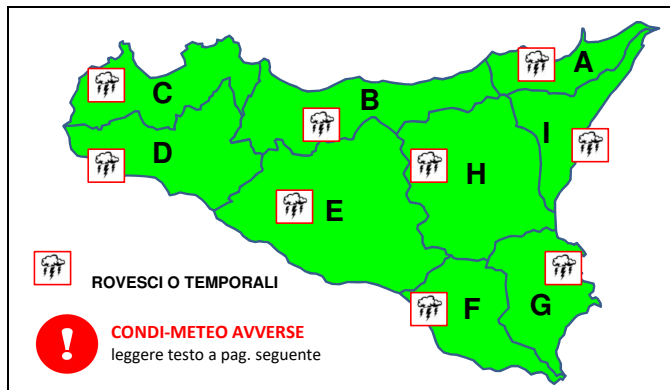 A
C
B
I
D
H
E
ROVESCI O TEMPORALI
F
G
!
CONDI-METEO AVVERSE
leggere testo a pag. seguente